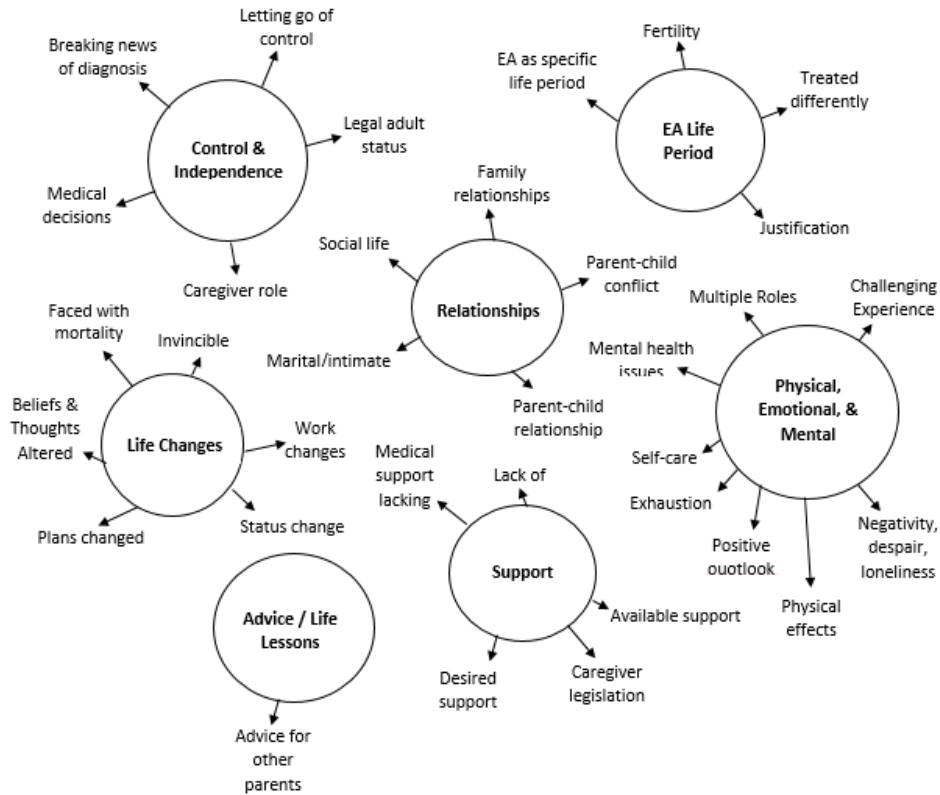 Letting go of
control
Breaking news
of diagnosis
Legal adult
status
Control &
Independence
Medical
decisions
Caregiver role
Fertility
EA as specific
life period
Treated
differently
EA Life
Period
Justification
Family
relationships
Social life
Parent-child
conflict
Relationships
Marital/intimate
Parent-child
relationship
Multiple Roles
Challenging
Experience
Mental health
issues
Physical,
Emotional, &
Mental
Self-care
Exhaustion
Positive
ouotlook
Physical
effects
Negativity,
despair,
loneliness
Faced with
mortality
Invincible
Beliefs &
Thoughts
Altered
Life Changes
Work
changes
Plans changed
Status change
Medical
support
lacking
Lack of
Support
Available support
Desired
support
Caregiver
legislation
Advice / Life
Lessons
Advice for
other
parents